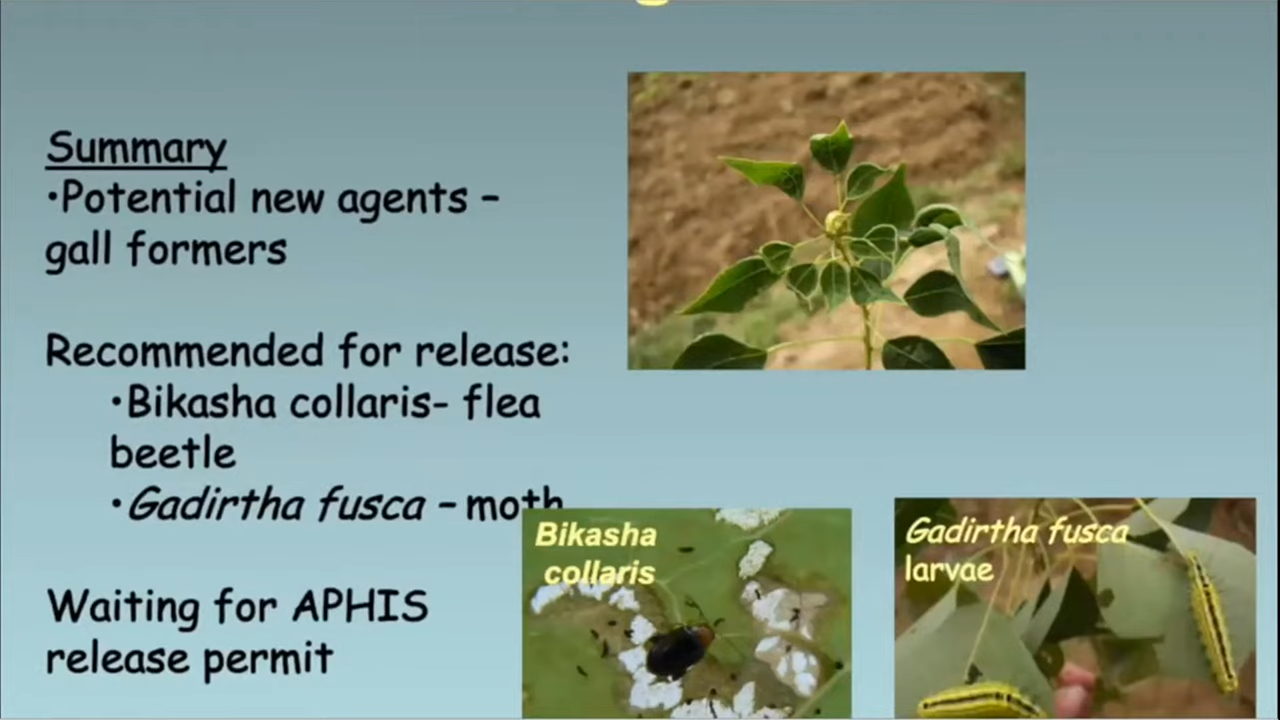 Summary
•Potential new agents –
gall formers
Recommended for release:
•Bikasha collaris- flea
beetle
•Gadirtha fusca – moth
Waiting for APHIS
release permit
Bikasha
collaris
Gadirtha fusca
larvae